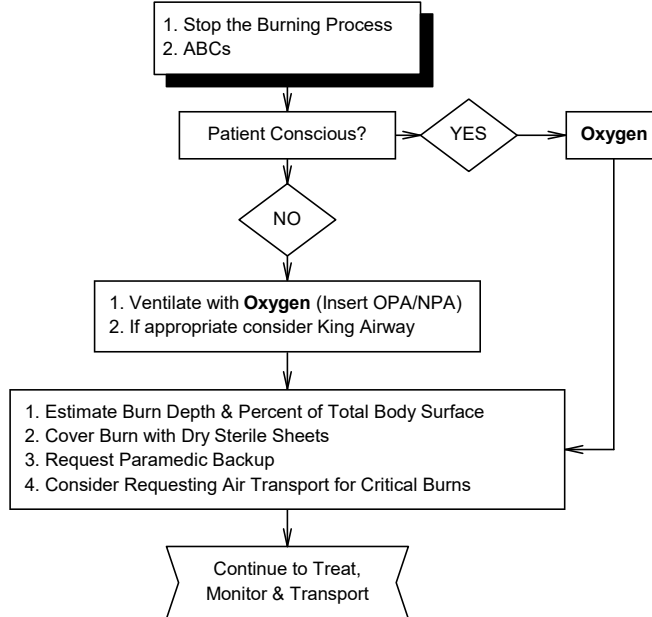 1. Stop the Burning Process
2. ABCs
Patient Conscious?
YES
Oxygen
NO
1. Ventilate with Oxygen (Insert OPA/NPA)
2. If appropriate consider King Airway
1. Estimate Burn Depth & Percent of Total Body Surface
2. Cover Burn with Dry Sterile Sheets
3. Request Paramedic Backup
4. Consider Requesting Air Transport for Critical Burns
Continue to Treat,
Monitor & Transport